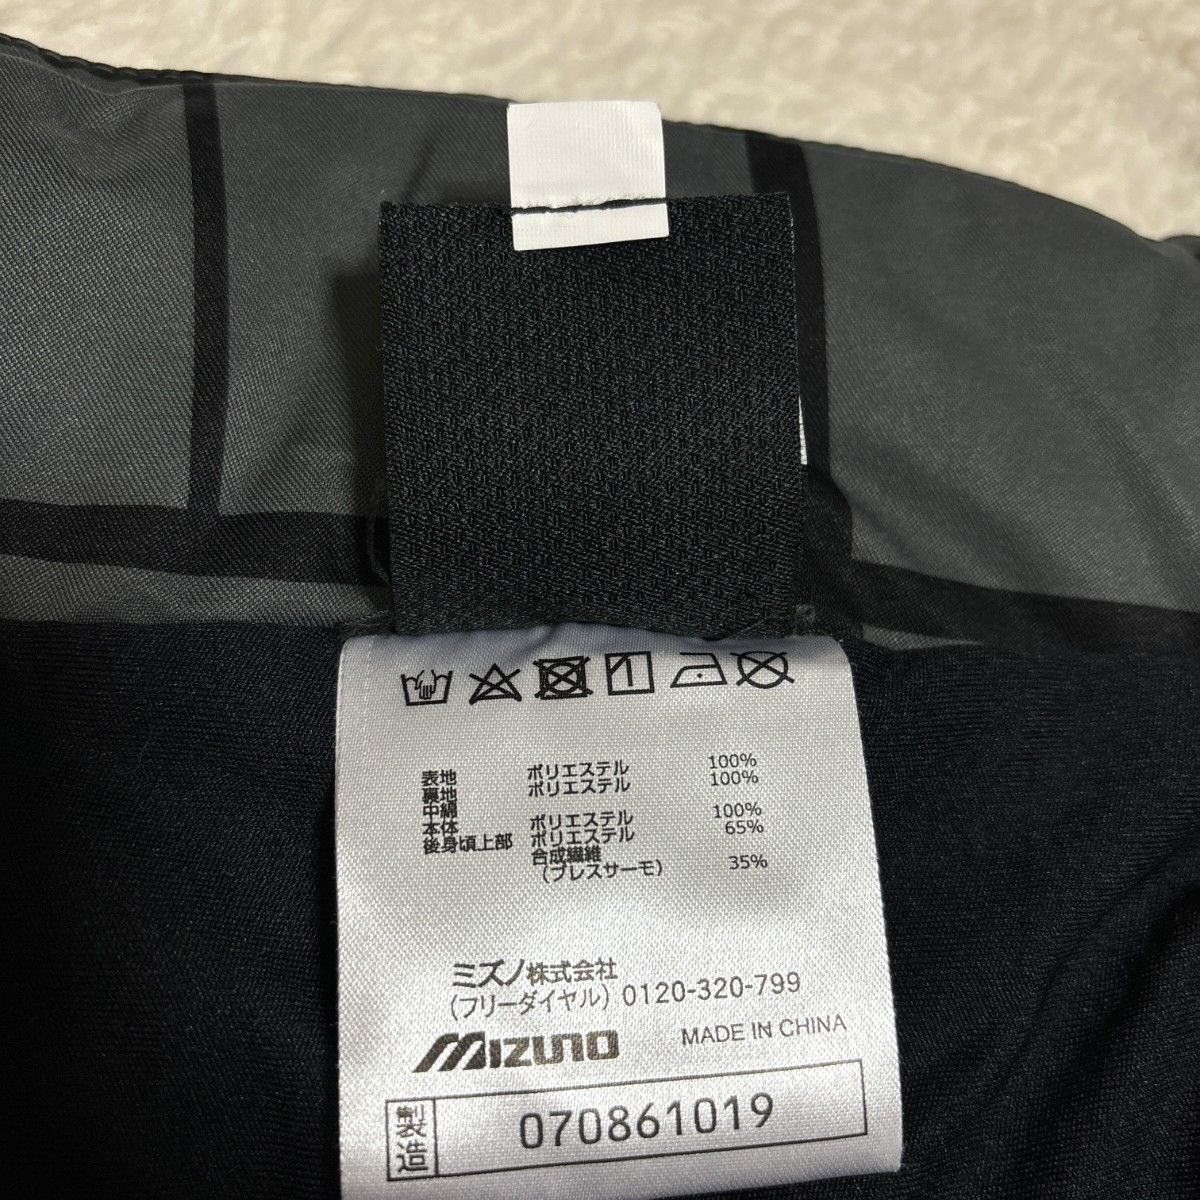 表地 ポリエステル 100%
裏地 ポリエステル 100%
中綿
本体 ポリエステル 100%
後身頃上部 ポリエステル 65%
合成繊維
(ブレスサーモ) 35%
ミズノ株式会社
(フリーダイヤル) 0120-320-799
MIZUNO MADE IN CHINA
製造 070861019